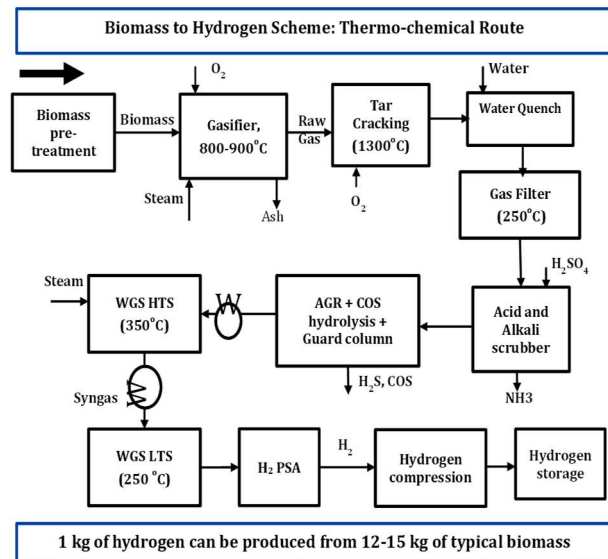 Biomass to Hydrogen Scheme: Thermo-chemical Route
O2
Water
Biomass
pre-
treatment
Biomass
Gasifier,
800-900°C
Raw
Gas
Tar
Cracking
(1300°C)
Water Quench
Steam
Ash
O2
Gas Filter
(250°C)
H2SO4
Steam
WGS HTS
(350°C)
W
AGR + COS
hydrolysis +
Guard column
Acid and
Alkali
scrubber
H2S, COS
NH3
Syngas
W
WGS LTS
(250 °C)
H2 PSA
H2
Hydrogen
compression
Hydrogen
storage
1 kg of hydrogen can be produced from 12-15 kg of typical biomass